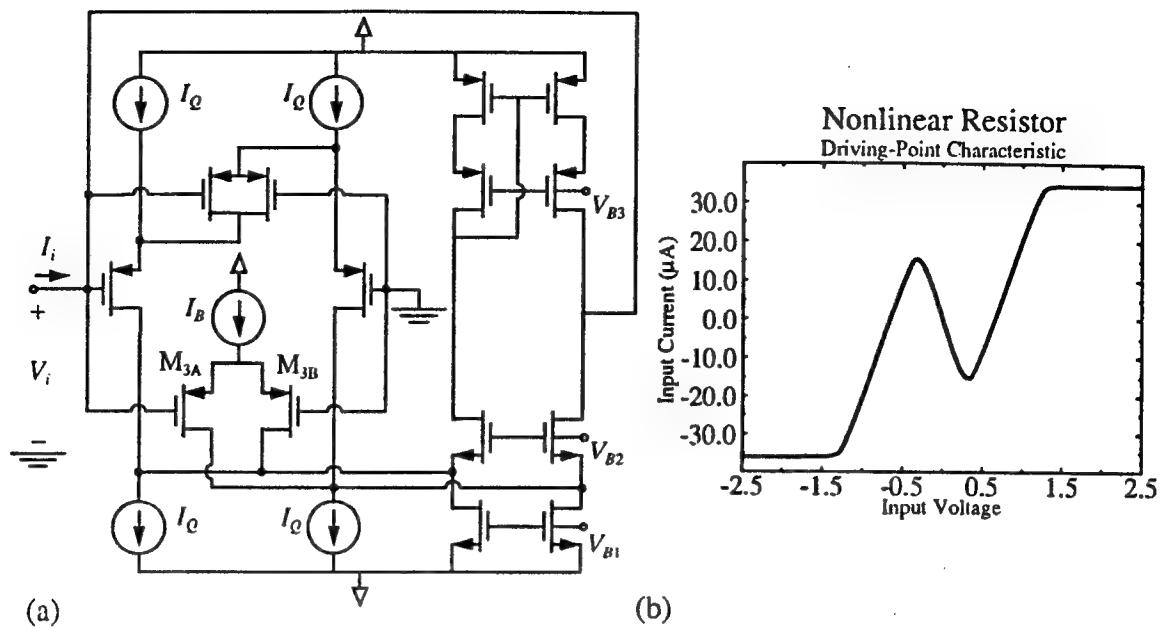 I_Q
I_Q
V_B3
I_i
+
I_B
M_3A
M_3B
V_i
-
V_B2
I_Q
I_Q
V_B1
(a)
Nonlinear Resistor
Driving-Point Characteristic
Input Current (μA)
30.0
20.0
10.0
0.0
-10.0
-20.0
-30.0
-2.5 -1.5 -0.5 0.5 1.5 2.5
Input Voltage
(b)